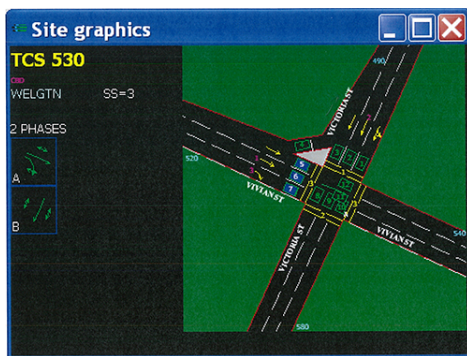 Site graphics
TCS 530
WELGTN SS=3
2 PHASES
A
B
490
VICTORIA ST
520
5
6
7
VIVIAN ST
VIVIAN ST
540
VICTORIA ST
580